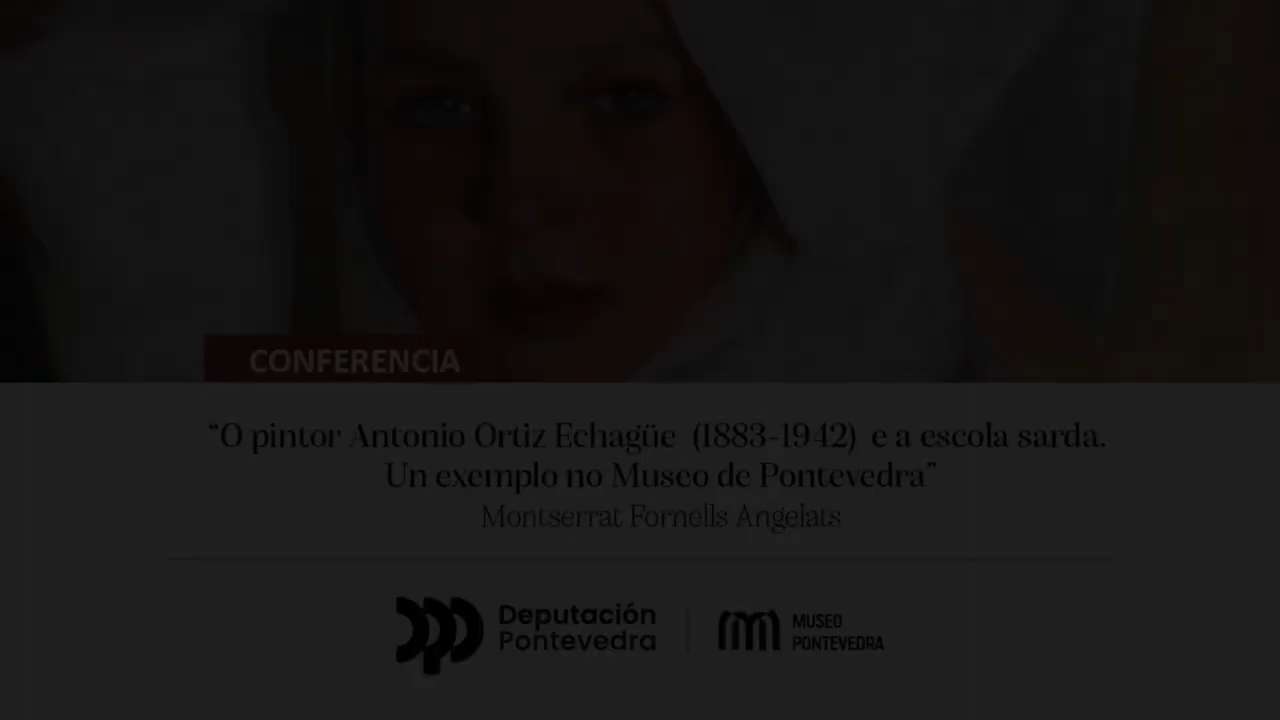 CONFERENCIA
“O pintor Antonio Ortiz Echagüe (1883-1942) e a escola sarda.
Un exemplo no Museo de Pontevedra”
Montserrat Fornells Angelats
Deputación
Pontevedra
MUSEO
PONTEVEDRA